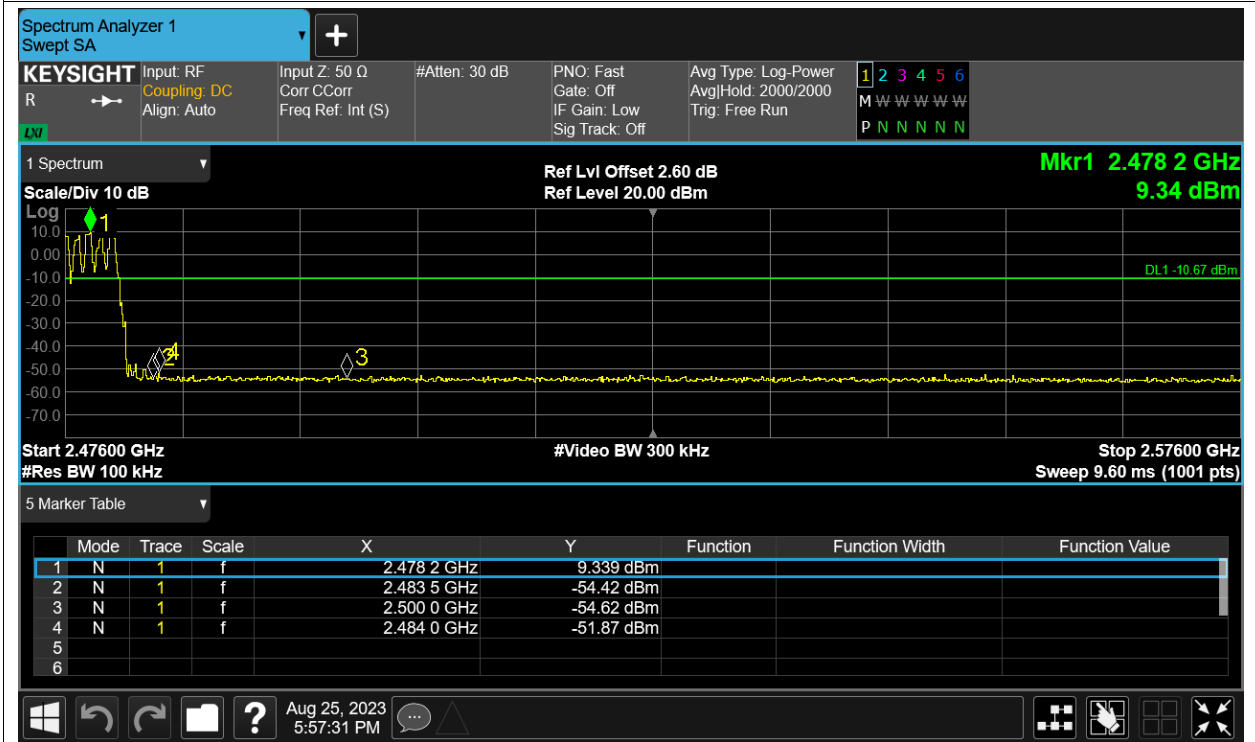 Spectrum Analyzer 1
Swept SA
+
KEYSIGHT Input: RF Input Z: 50 Ω #Atten: 30 dB PNO: Fast Avg Type: Log-Power 1 2 3 4 5 6
R Coupling: DC Corr CCorr Gate: Off Avg|Hold: 2000/2000 M W W W W W
Align: Auto Freq Ref: Int (S) IF Gain: Low Trig: Free Run
LXI Sig Track: Off P N N N N N
1 Spectrum Ref Lvl Offset 2.60 dB Mkr1 2.478 2 GHz
Scale/Div 10 dB Ref Level 20.00 dBm 9.34 dBm
Log
1
10.0
0.00
-10.0 DL1 -10.67 dBm
-20.0
-30.0
-40.0
2 4 3
-50.0
-60.0
-70.0
Start 2.47600 GHz #Video BW 300 kHz Stop 2.57600 GHz
#Res BW 100 kHz Sweep 9.60 ms (1001 pts)
5 Marker Table
Mode Trace Scale X Y Function Function Width Function Value
1 N 1 f 2.478 2 GHz 9.339 dBm
2 N 1 f 2.483 5 GHz -54.42 dBm
3 N 1 f 2.500 0 GHz -54.62 dBm
4 N 1 f 2.484 0 GHz -51.87 dBm
5
6
? Aug 25, 2023
5:57:31 PM